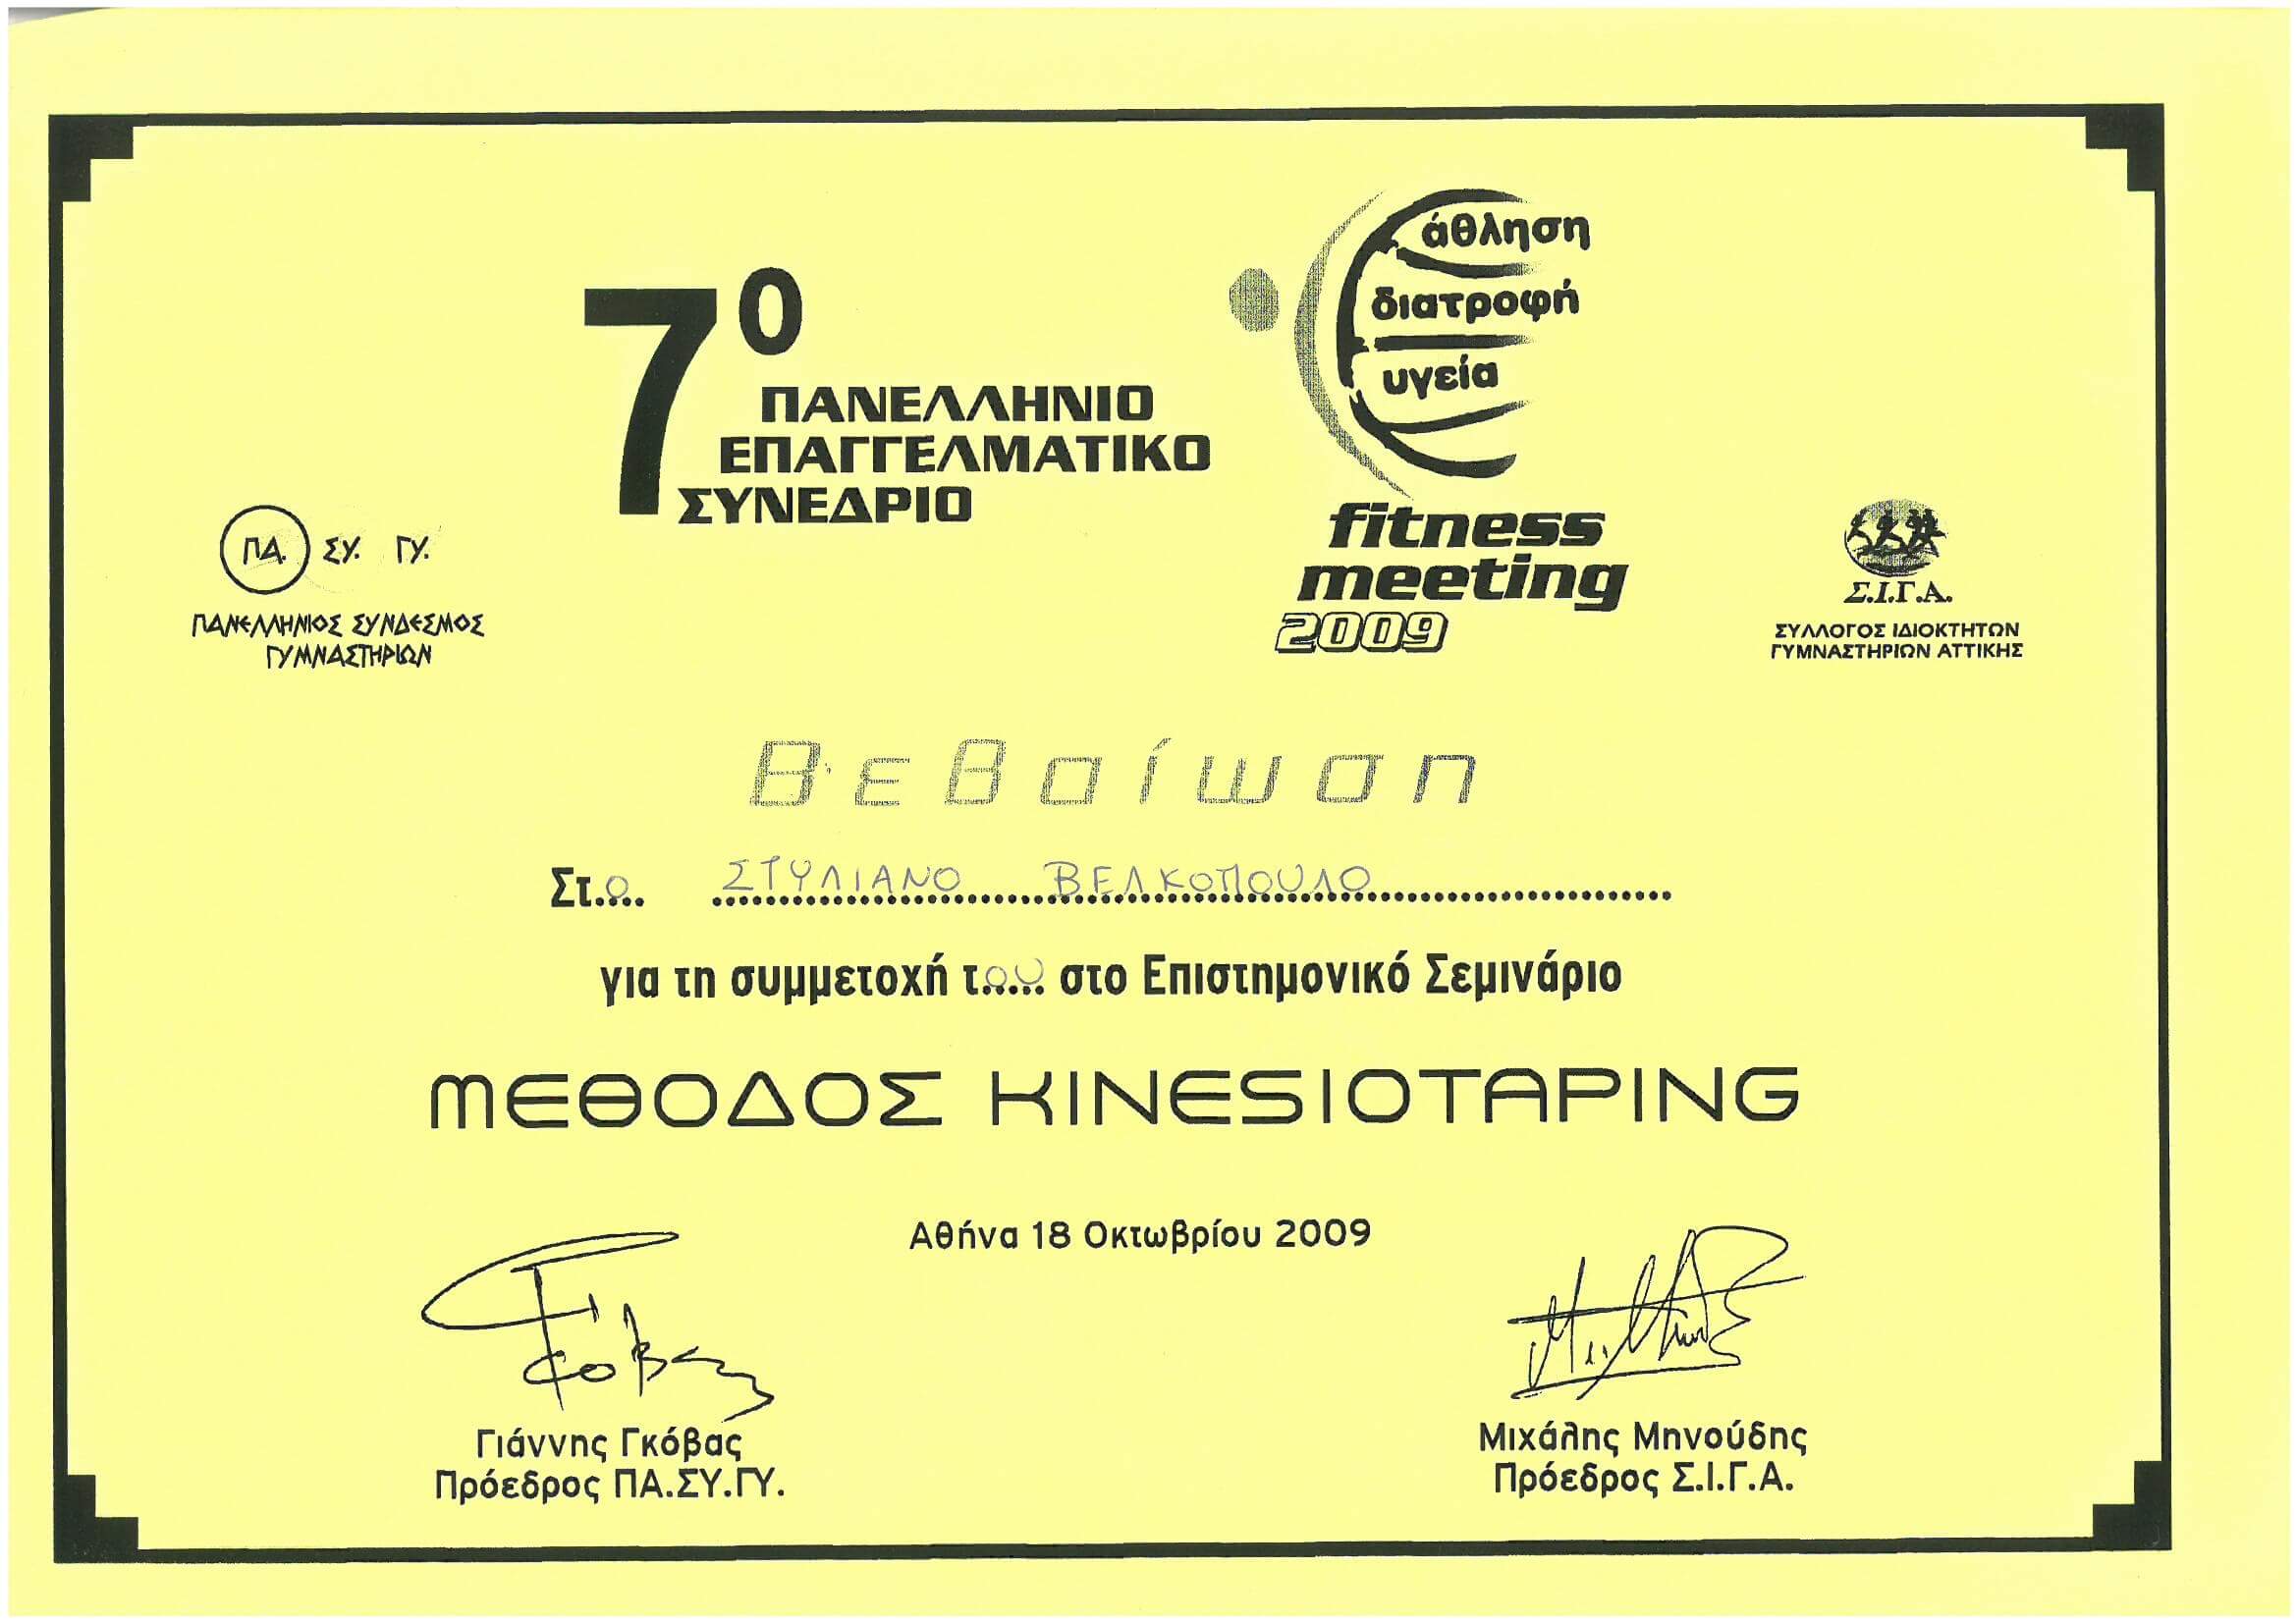 άθληση
διατροφή
υγεία
7ο
ΠΑΝΕΛΛΗΝΙΟ
ΕΠΑΓΓΕΛΜΑΤΙΚΟ
ΣΥΝΕΔΡΙΟ
fitness
meeting
2009
ΠΑ. ΣΥ. ΓΥ.
ΠΑΝΕΛΛΗΝΙΟΣ ΣΥΝΔΕΣΜΟΣ
ΓΥΜΝΑΣΤΗΡΙΩΝ
Σ.Ι.Γ.Α.
ΣΥΛΛΟΓΟΣ ΙΔΙΟΚΤΗΤΩΝ
ΓΥΜΝΑΣΤΗΡΙΩΝ ΑΤΤΙΚΗΣ
Βεβαίωση
Στ.ο.. ΣΤΥΛΙΑΝΟ ΒΕΛΚΟΠΟΥΛΟ
για τη συμμετοχή του στο Επιστημονικό Σεμινάριο
ΜΕΘΟΔΟΣ KINESIOTAPING
Αθήνα 18 Οκτωβρίου 2009
Γιάννης Γκόβας
Πρόεδρος ΠΑ.ΣΥ.ΓΥ.
Μιχάλης Μηνούδης
Πρόεδρος Σ.Ι.Γ.Α.